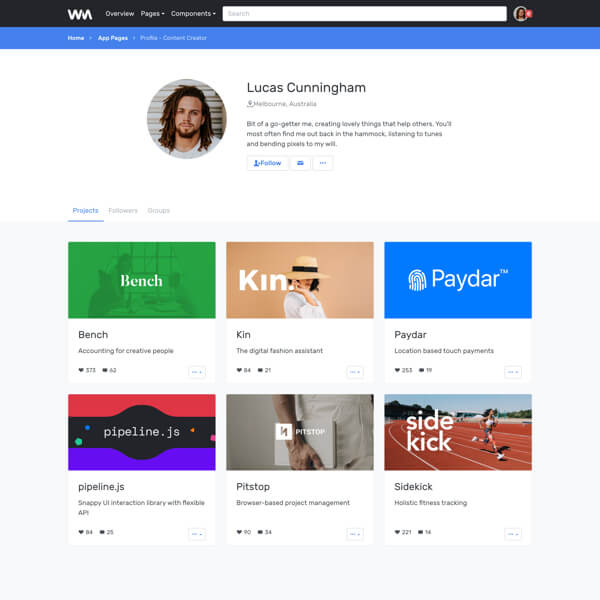 WM
Overview Pages Components Search
Home App Pages Profile - Content Creator
Lucas Cunningham
Melbourne, Australia
Bit of a go-getter me, creating lovely things that help others. You'll
most often find me out back in the hammock, listening to tunes
and bending pixels to my will.
Follow
Projects Followers Groups
Bench
Kin.
Paydar™
Bench
Accounting for creative people
373 62
Kin
The digital fashion assistant
84 21
Paydar
Location based touch payments
253 19
pipeline.js
PITSTOP
side
kick
pipeline.js
Snappy UI interaction library with flexible
API
84 25
Pitstop
Browser-based project management
90 34
Sidekick
Holistic fitness tracking
221 14